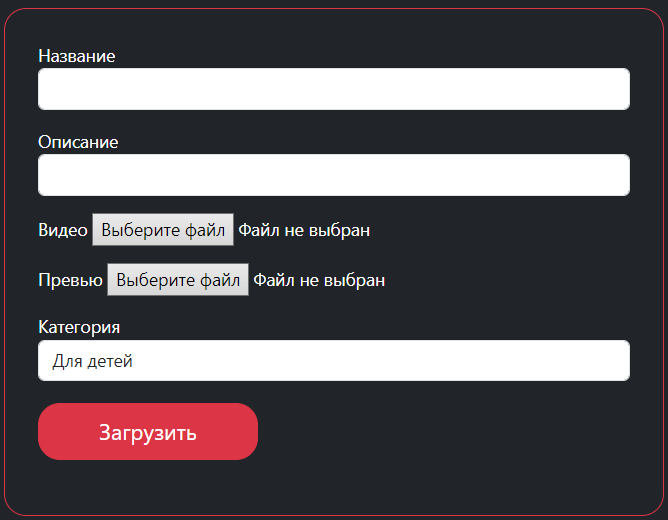 Название
Описание
Видео Выберите файл Файл не выбран
Превью Выберите файл Файл не выбран
Категория
Для детей
Загрузить